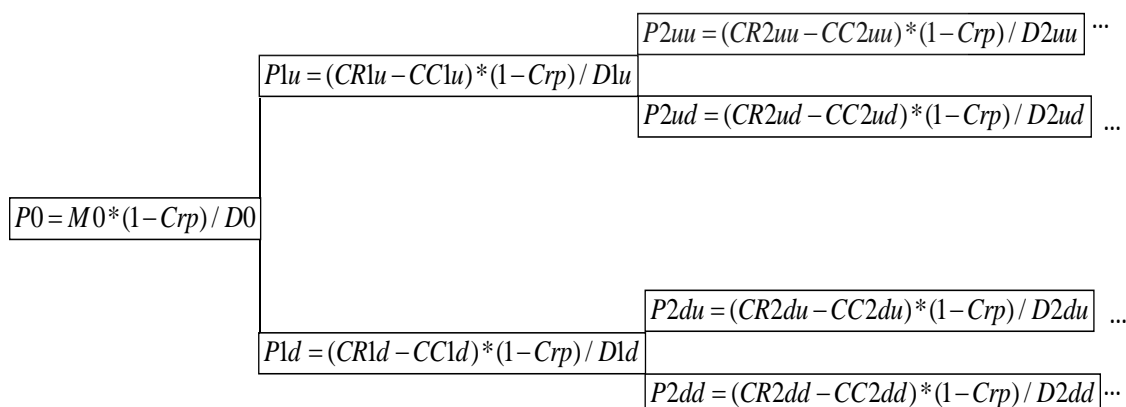 P2uu = (CR2uu − CC2uu) * (1 − Crp) / D2uu ...
P1u = (CR1u − CC1u) * (1 − Crp) / D1u
P2ud = (CR2ud − CC2ud) * (1 − Crp) / D2ud ...
P0 = M0 * (1 − Crp) / D0
P2du = (CR2du − CC2du) * (1 − Crp) / D2du ...
P1d = (CR1d − CC1d) * (1 − Crp) / D1d
P2dd = (CR2dd − CC2dd) * (1 − Crp) / D2dd ...